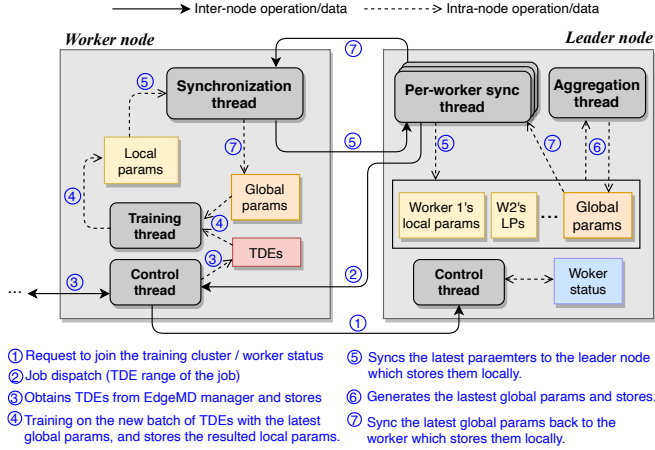 Inter-node operation/data
Intra-node operation/data
Worker node
Leader node
⑦
Synchronization
thread
Per-worker sync
thread
Aggregation
thread
⑤
⑤
⑤
⑦
⑥
⑦
Local
params
④
Global
params
Worker 1's
local params
W2's
LPs
...
Global
params
Training
thread
④
TDEs
③
②
Control
thread
Control
thread
Woker
status
...
③
①
① Request to join the training cluster / worker status
② Job dispatch (TDE range of the job)
③ Obtains TDEs from EdgeMD manager and stores
④ Training on the new batch of TDEs with the latest
global params, and stores the resulted local params.
⑤ Syncs the latest paraemters to the leader node
which stores them locally.
⑥ Generates the lastest global params and stores.
⑦ Sync the latest global params back to the
worker which stores them locally.